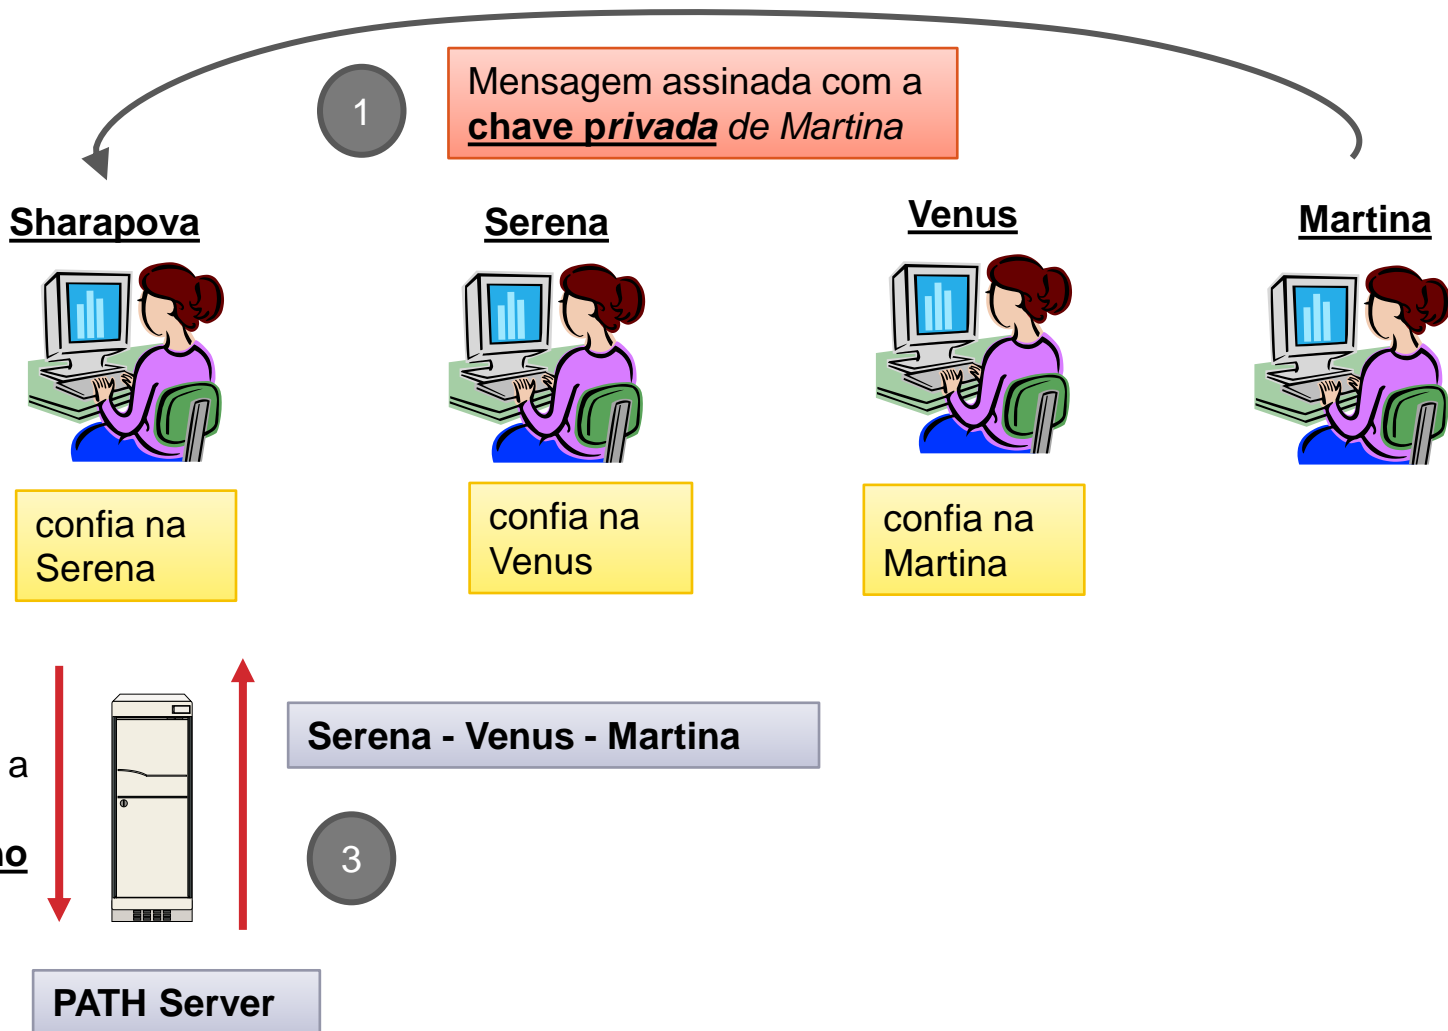 1
Mensagem assinada com a
chave privada de Martina
Sharapova
Serena
Venus
Martina
confia na
Serena
confia na
Venus
confia na
Martina
a
Serena - Venus - Martina
3
PATH Server